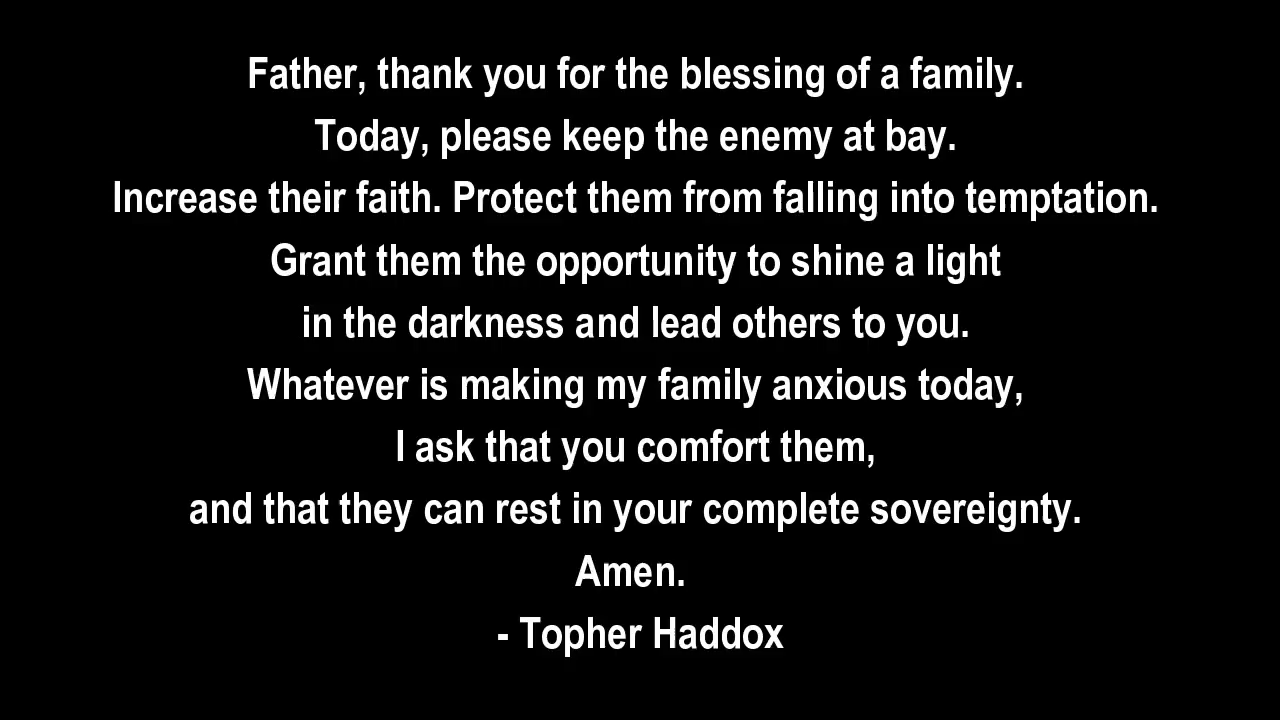 Father, thank you for the blessing of a family.
Today, please keep the enemy at bay.
Increase their faith. Protect them from falling into temptation.
Grant them the opportunity to shine a light
in the darkness and lead others to you.
Whatever is making my family anxious today,
I ask that you comfort them,
and that they can rest in your complete sovereignty.
Amen.
- Topher Haddox